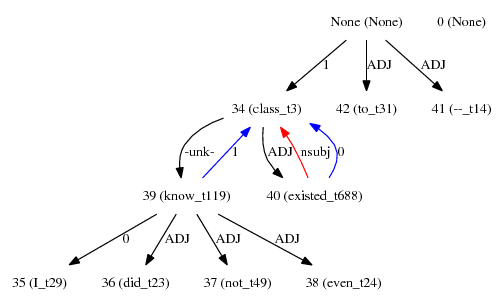 None (None) 0 (None)
1 ADJ ADJ
34 (class_t3) 42 (to_t31) 41 (--_t14)
-unk- 1 ADJ nsubj 0
39 (know_t119) 40 (existed_t688)
0 ADJ ADJ ADJ
35 (I_t29) 36 (did_t23) 37 (not_t49) 38 (even_t24)